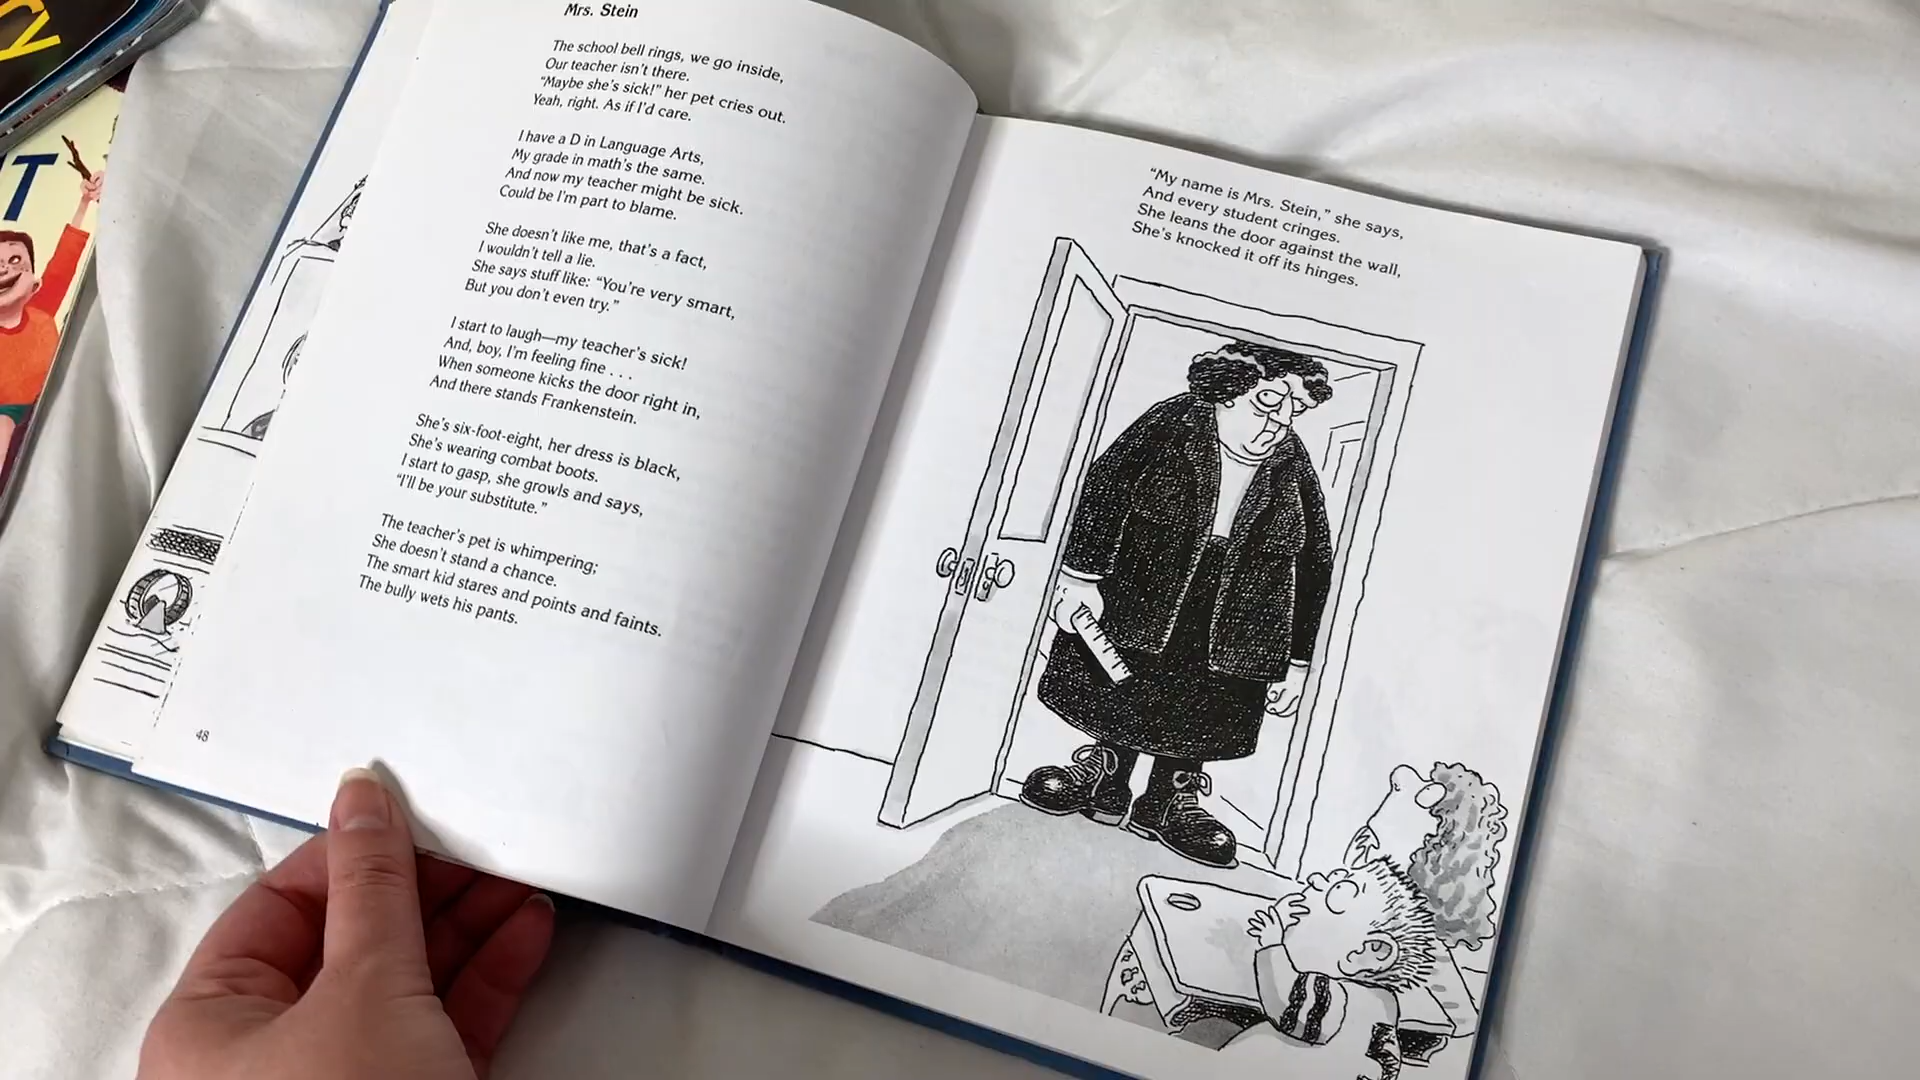 Mrs. Stein
The school bell rings, we go inside,
Our teacher isn't there.
"Maybe she's sick!" her pet cries out.
Yeah, right. As if I'd care.
I have a D in Language Arts,
My grade in math's the same.
And now my teacher might be sick.
Could be I'm part to blame.
She doesn't like me, that's a fact,
I wouldn't tell a lie.
She says stuff like: "You're very smart,
But you don't even try."
I start to laugh—my teacher's sick!
And, boy, I'm feeling fine . . .
When someone kicks the door right in,
And there stands Frankenstein.
She's six-foot-eight, her dress is black,
She's wearing combat boots.
I start to gasp, she growls and says,
"I'll be your substitute."
The teacher's pet is whimpering;
She doesn't stand a chance.
The smart kid stares and points and faints.
The bully wets his pants.
48
"My name is Mrs. Stein," she says,
And every student cringes.
She leans the door against the wall,
She's knocked it off its hinges.